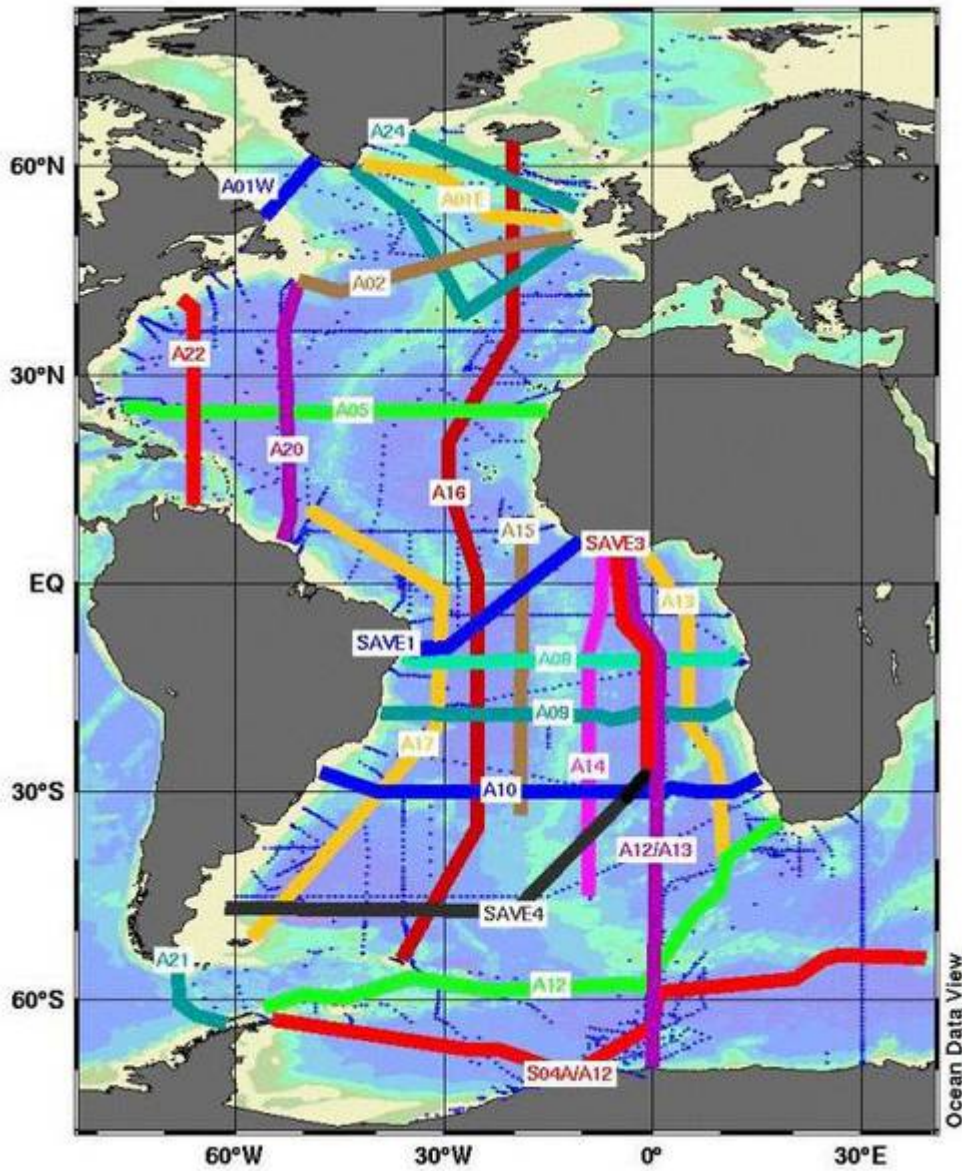 A24
60°N
A01W
A01E
A02
A22
30°N
A05
A20
A16
A15
SAVE3
EQ
A13
SAVE1
A08
A09
A17
A14
30°S
A10
A12/A13
SAVE4
A21
A12
60°S
S04A/A12
60°W
30°W
0°
30°E
Ocean Data View